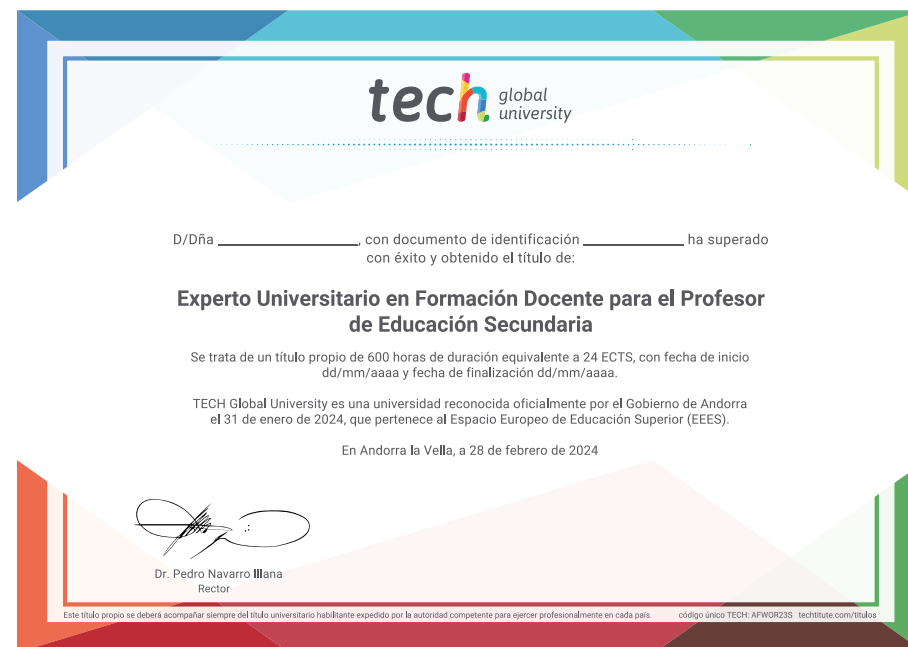 tech global
university
D/Dña ____________________, con documento de identificación ______________ ha superado
con éxito y obtenido el título de:
Experto Universitario en Formación Docente para el Profesor
de Educación Secundaria
Se trata de un título propio de 600 horas de duración equivalente a 24 ECTS, con fecha de inicio
dd/mm/aaaa y fecha de finalización dd/mm/aaaa.
TECH Global University es una universidad reconocida oficialmente por el Gobierno de Andorra
el 31 de enero de 2024, que pertenece al Espacio Europeo de Educación Superior (EEES).
En Andorra la Vella, a 28 de febrero de 2024
Dr. Pedro Navarro Illana
Rector
Este título propio se deberá acompañar siempre del título universitario habilitante expedido por la autoridad competente para ejercer profesionalmente en cada país. código único TECH: AFWOR23S techtitute.com/titulos